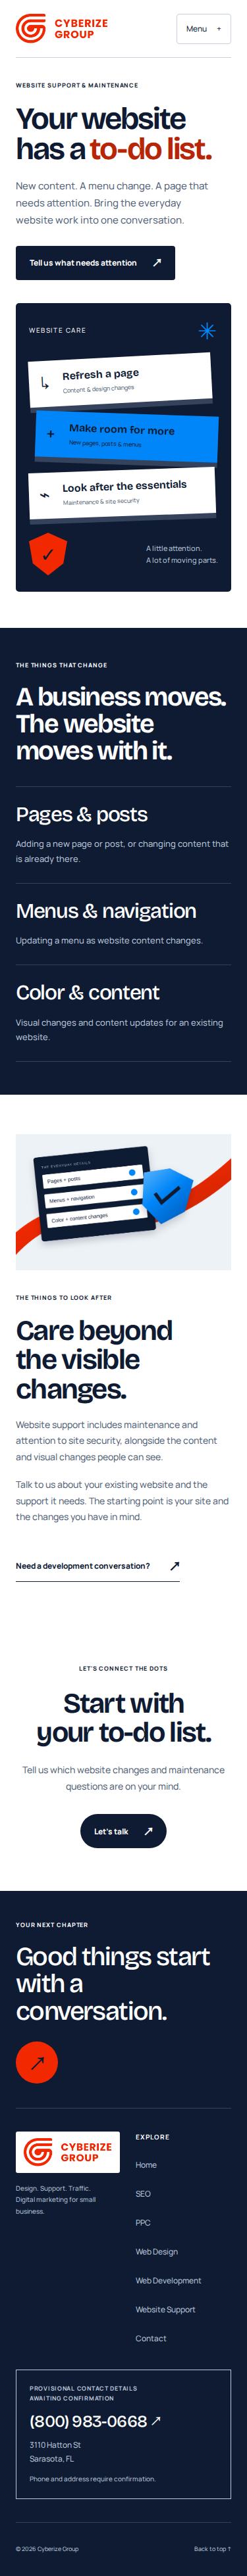 CYBERIZE
GROUP
Menu +
WEBSITE SUPPORT & MAINTENANCE
Your website
has a to-do list.
New content. A menu change. A page that
needs attention. Bring the everyday
website work into one conversation.
Tell us what needs attention ↗
WEBSITE CARE
Refresh a page
Content & design changes
+ Make room for more
New pages, posts & menus
Look after the essentials
Maintenance & site security
A little attention.
A lot of moving parts.
THE THINGS THAT CHANGE
A business moves.
The website
moves with it.
Pages & posts
Adding a new page or post, or changing content that
is already there.
Menus & navigation
Updating a menu as website content changes.
Color & content
Visual changes and content updates for an existing
website.
THE EVERYDAY DETAILS
Pages + posts
Menus + navigation
Color + content changes
THE THINGS TO LOOK AFTER
Care beyond
the visible
changes.
Website support includes maintenance and
attention to site security, alongside the content
and visual changes people can see.
Talk to us about your existing website and the
support it needs. The starting point is your site and
the changes you have in mind.
Need a development conversation? ↗
LET'S CONNECT THE DOTS
Start with
your to-do list.
Tell us which website changes and maintenance
questions are on your mind.
Let's talk ↗
YOUR NEXT CHAPTER
Good things start
with a
conversation.
↗
CYBERIZE
GROUP
Design. Support. Traffic.
Digital marketing for small
business.
EXPLORE
Home
SEO
PPC
Web Design
Web Development
Website Support
Contact
PROVISIONAL CONTACT DETAILS
AWAITING CONFIRMATION
(800) 983-0668 ↗
3110 Hatton St
Sarasota, FL
Phone and address require confirmation.
© 2026 Cyberize Group
Back to top ↑